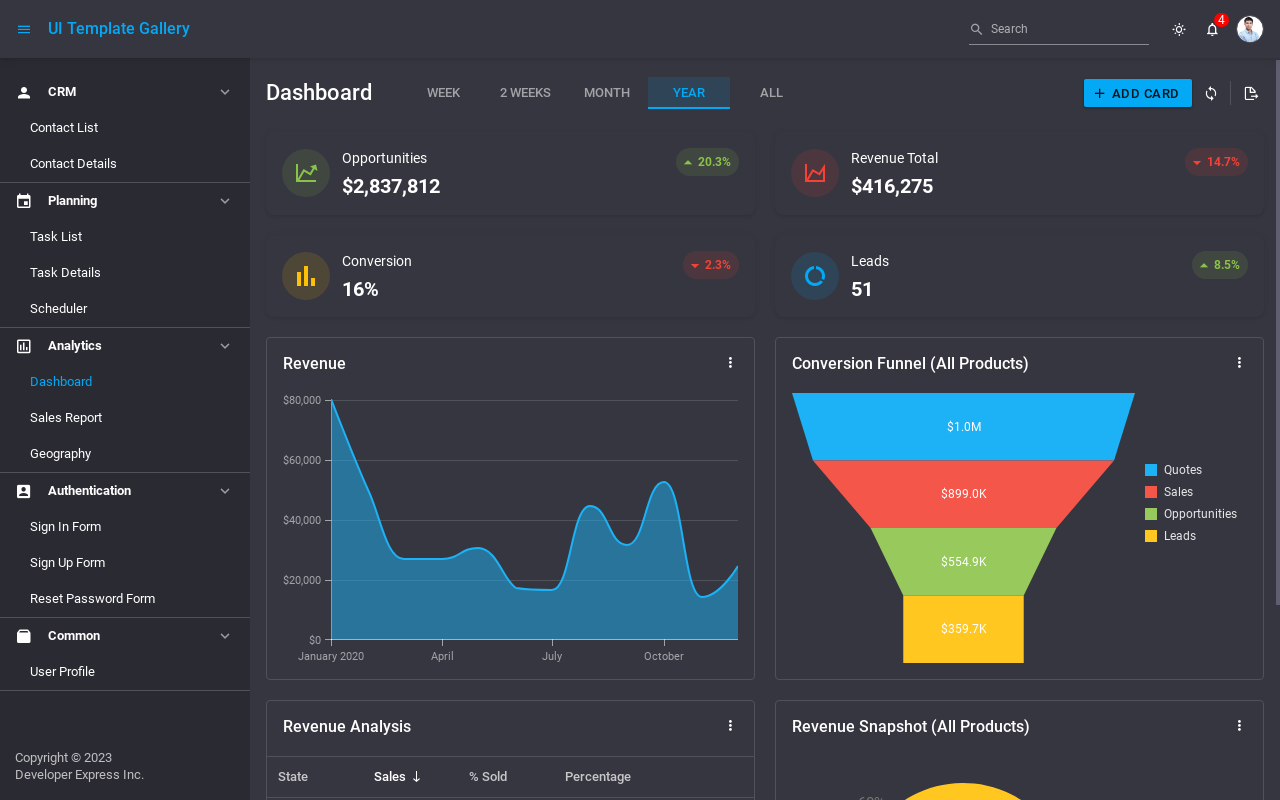 UI Template Gallery
Search
4
CRM
Contact List
Contact Details
Planning
Task List
Task Details
Scheduler
Analytics
Dashboard
Sales Report
Geography
Authentication
Sign In Form
Sign Up Form
Reset Password Form
Common
User Profile
Copyright © 2023
Developer Express Inc.
Dashboard
WEEK
2 WEEKS
MONTH
YEAR
ALL
ADD CARD
Opportunities
$2,837,812
20.3%
Revenue Total
$416,275
14.7%
Conversion
16%
2.3%
Leads
51
8.5%
Revenue
$80,000
$60,000
$40,000
$20,000
$0
January 2020
April
July
October
Conversion Funnel (All Products)
$1.0M
$899.0K
$554.9K
$359.7K
Quotes
Sales
Opportunities
Leads
Revenue Analysis
State
Sales
% Sold
Percentage
Revenue Snapshot (All Products)